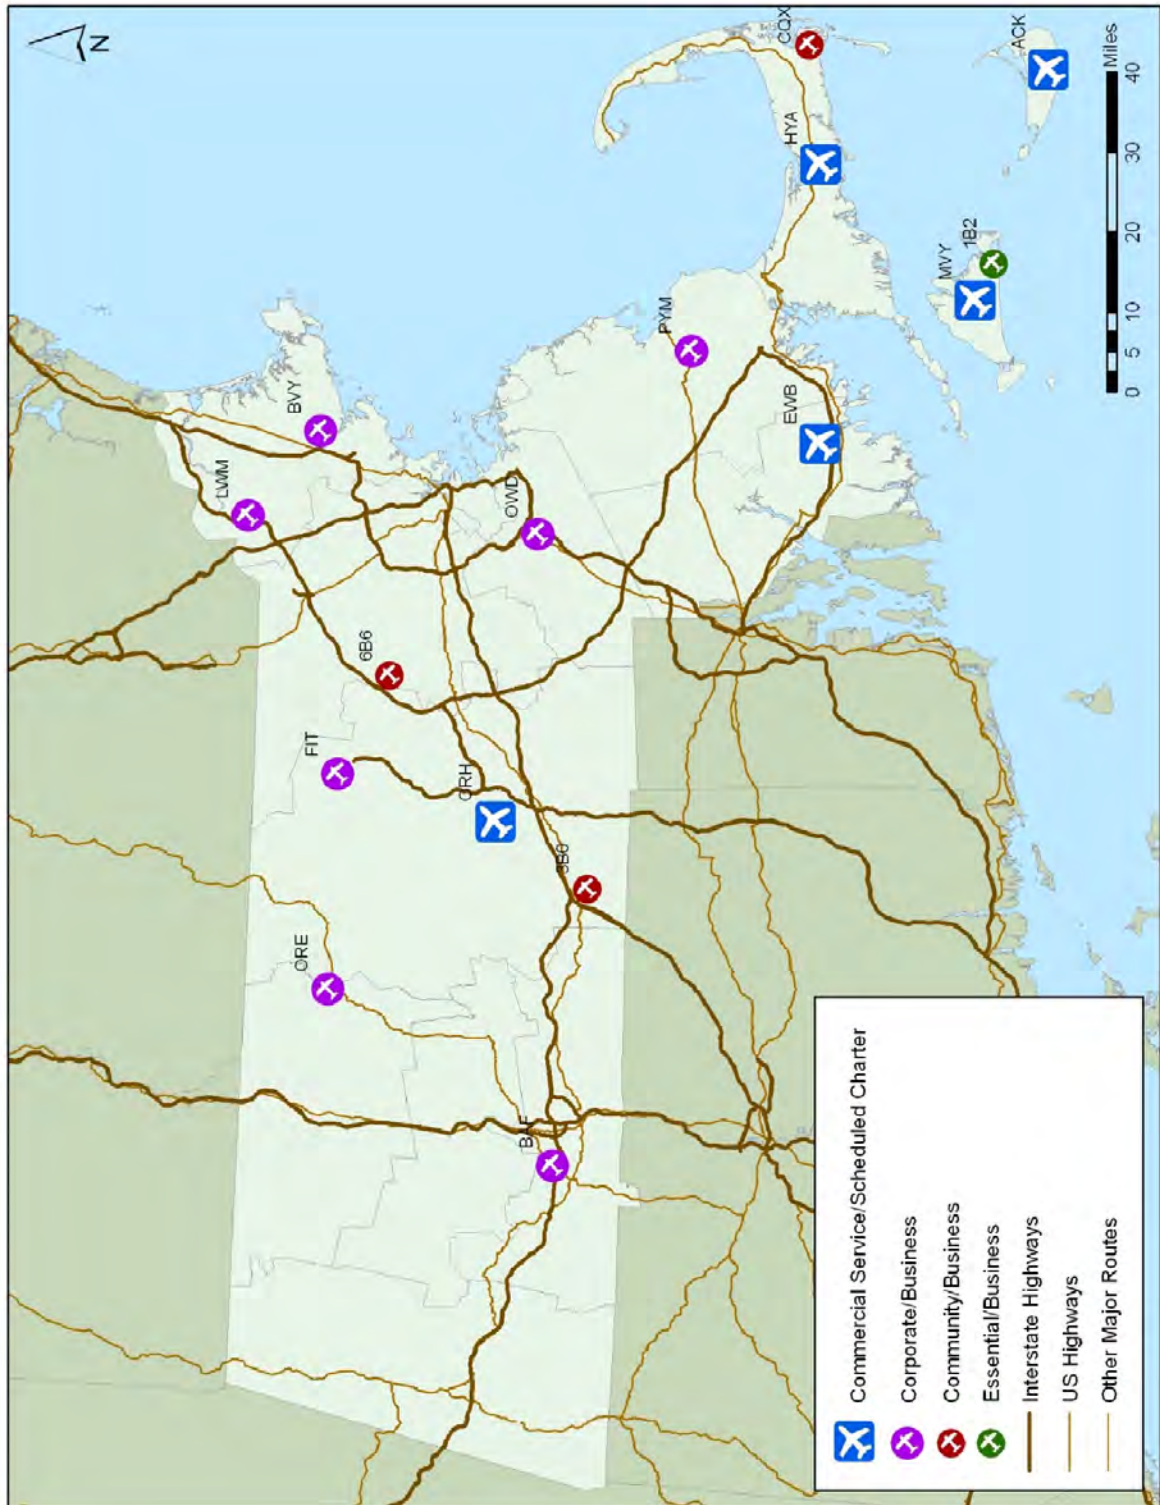 N
CQX
ACK
HYA
MVY
1B2
PYM
EWB
BVY
LWM
OWD
6B6
FIT
ORH
3B0
ORE
BAF
0 5 10 20 30 40
Miles
Commercial Service/Scheduled Charter
Corporate/Business
Community/Business
Essential/Business
Interstate Highways
US Highways
Other Major Routes